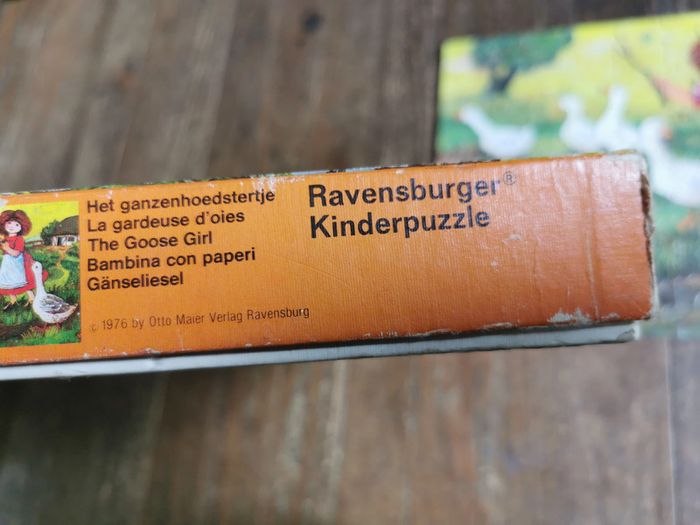 Het ganzenhoedstertje
La gardeuse d'oies
The Goose Girl
Bambina con paperi
Gänseliesel
© 1976 by Otto Maier Verlag Ravensburg
Ravensburger®
Kinderpuzzle